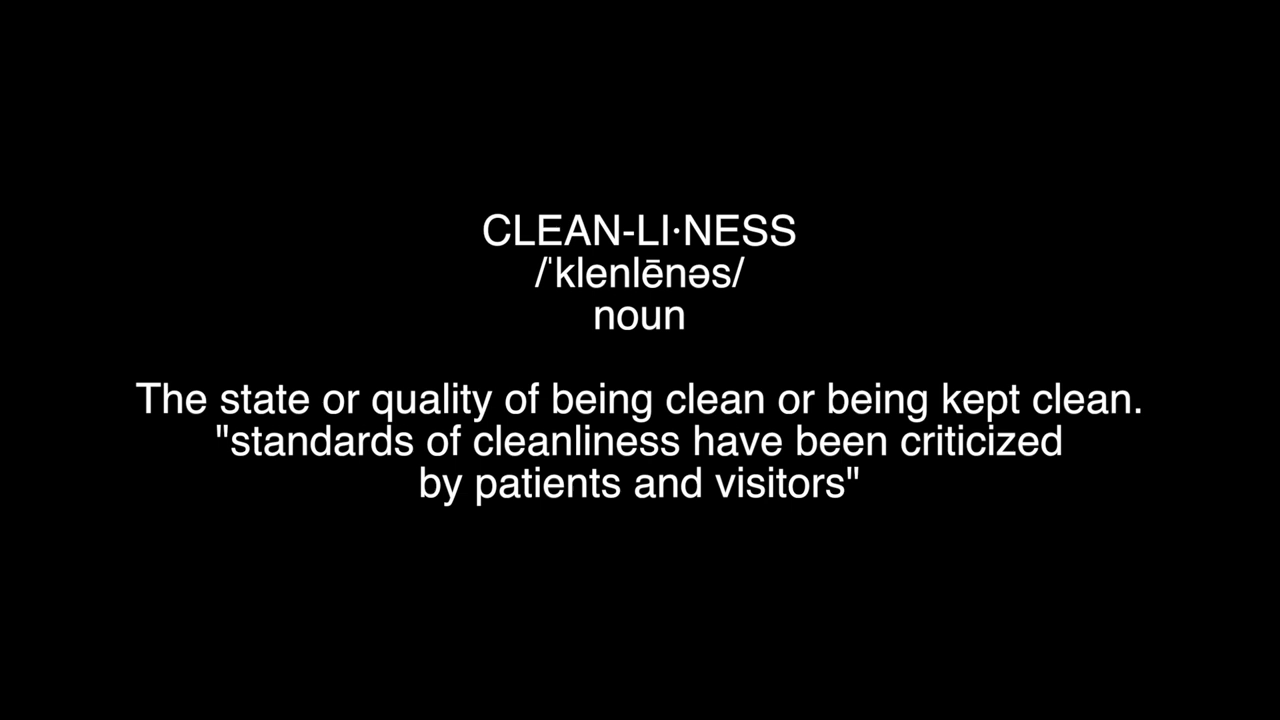 CLEAN-LI·NESS
/ˈklenlēnəs/
noun
The state or quality of being clean or being kept clean.
"standards of cleanliness have been criticized
by patients and visitors"